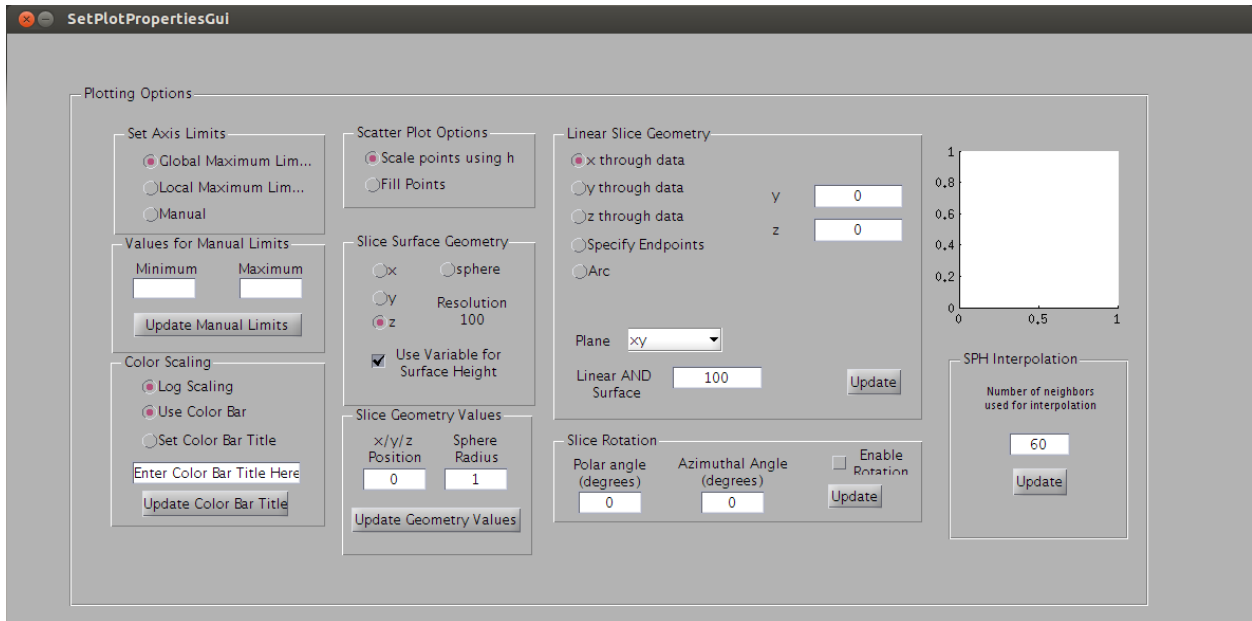 SetPlotPropertiesGui
Plotting Options
Set Axis Limits
Global Maximum Lim...
Local Maximum Lim...
Manual
Values for Manual Limits
Minimum Maximum
Update Manual Limits
Color Scaling
Log Scaling
Use Color Bar
Set Color Bar Title
Enter Color Bar Title Here
Update Color Bar Title
Scatter Plot Options
Scale points using h
Fill Points
Slice Surface Geometry
x sphere
y Resolution
z 100
Use Variable for
Surface Height
Slice Geometry Values
x/y/z Sphere
Position Radius
0 1
Update Geometry Values
Linear Slice Geometry
x through data
y through data
z through data
Specify Endpoints
Arc
y 0
z 0
Plane xy
Linear AND
Surface
100
Update
Slice Rotation
Polar angle
(degrees)
0
Azimuthal Angle
(degrees)
0
Enable
Rotation
Update
1
0.8
0.6
0.4
0.2
0
0 0.5 1
SPH Interpolation
Number of neighbors
used for interpolation
60
Update